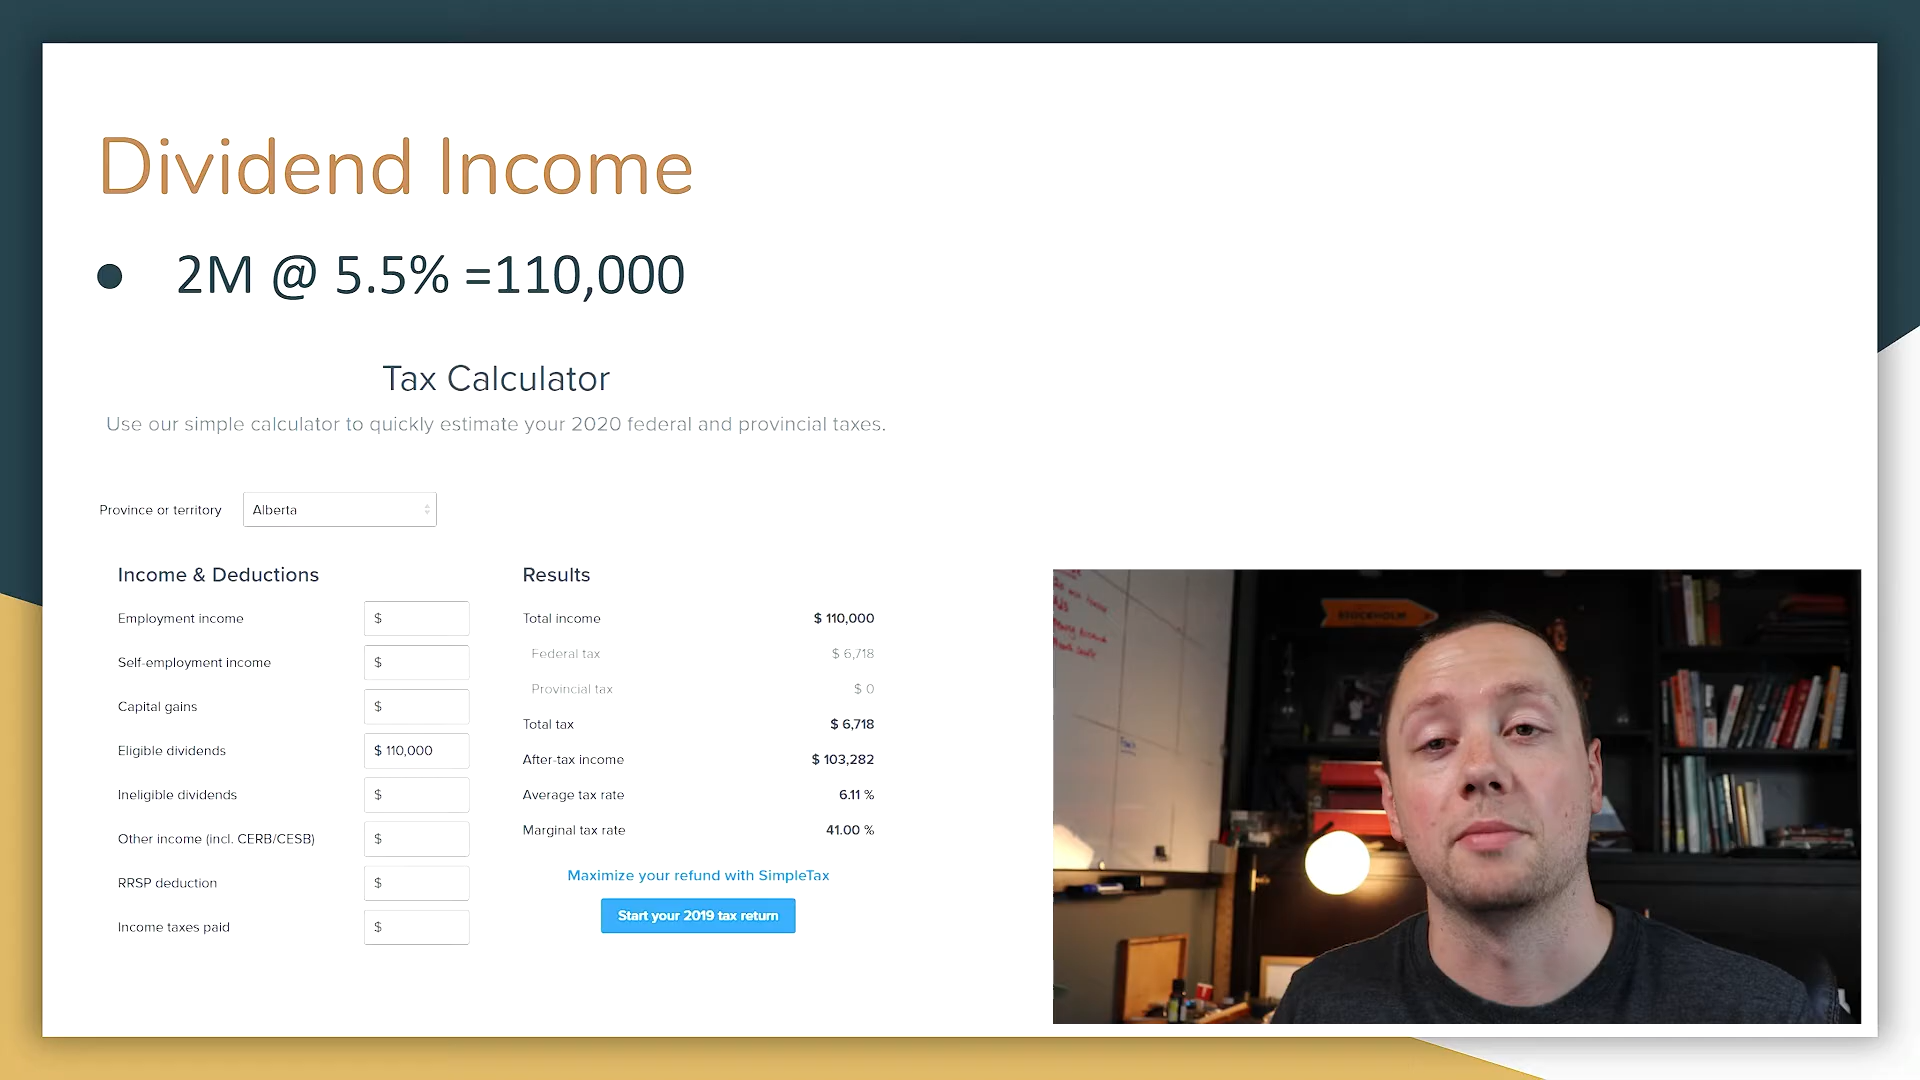 Dividend Income
● 2M @ 5.5% =110,000
Tax Calculator
Use our simple calculator to quickly estimate your 2020 federal and provincial taxes.
Province or territory Alberta
Income & Deductions
Employment income $
Self-employment income $
Capital gains $
Eligible dividends $ 110,000
Ineligible dividends $
Other income (incl. CERB/CESB) $
RRSP deduction $
Income taxes paid $
Results
Total income $ 110,000
Federal tax $ 6,718
Provincial tax $ 0
Total tax $ 6,718
After-tax income $ 103,282
Average tax rate 6.11 %
Marginal tax rate 41.00 %
Maximize your refund with SimpleTax
Start your 2019 tax return
STOCKHOLM